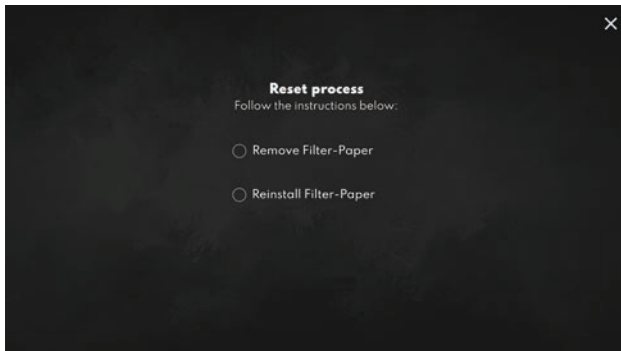 Reset process
Follow the instructions below:
Remove Filter-Paper
Reinstall Filter-Paper